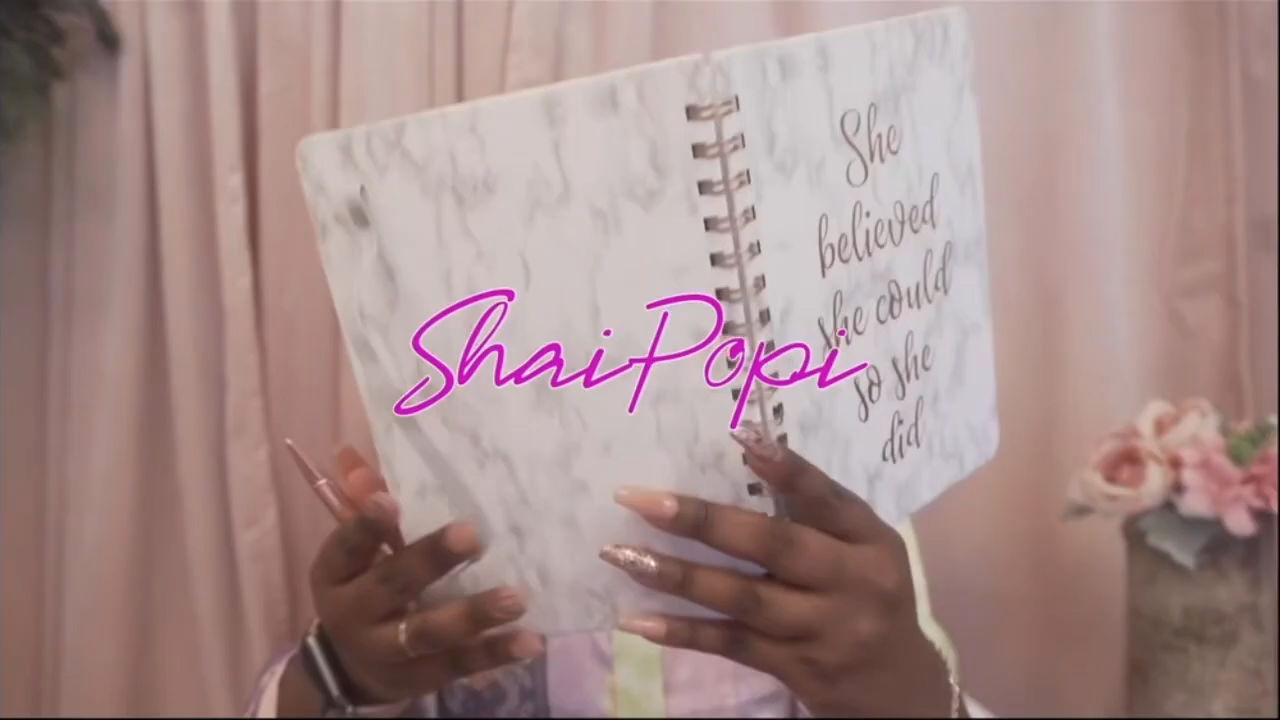 She
believed
she could
so she
did
ShaiPopi